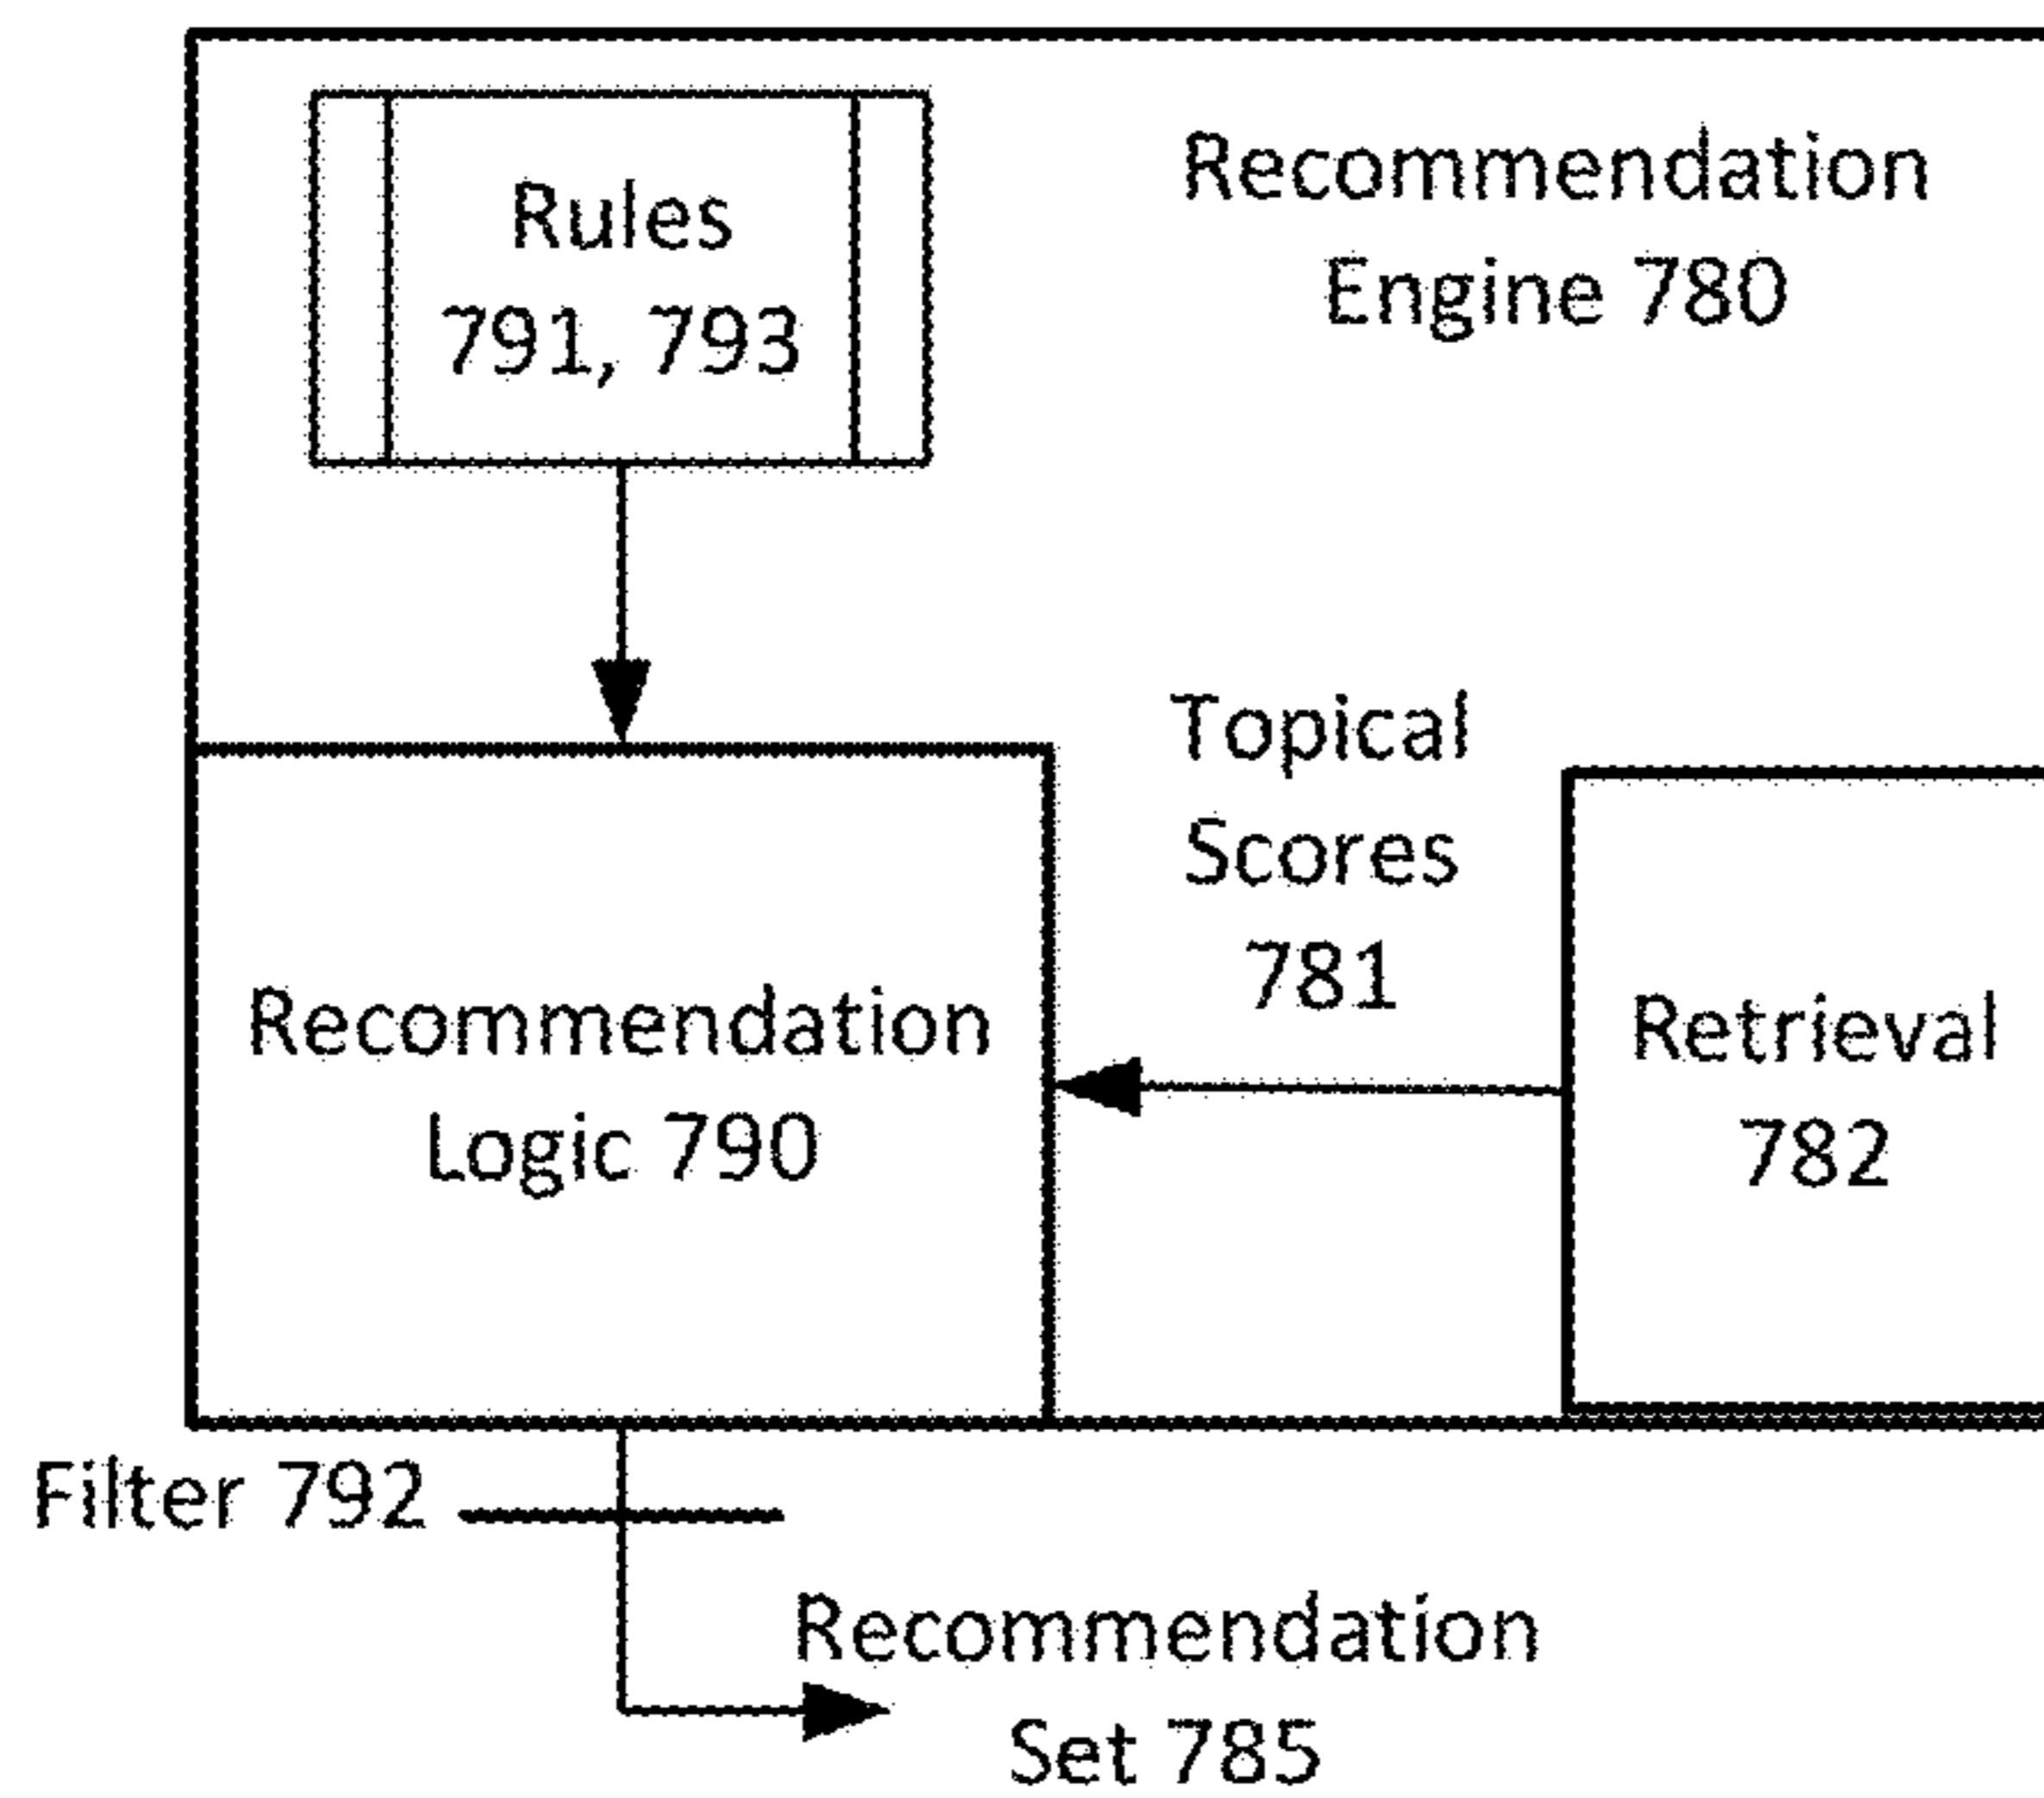 Rules
791, 793
Recommendation
Engine 780
Topical
Scores
781
Recommendation
Logic 790
Retrieval
782
Filter 792
Recommendation
Set 785